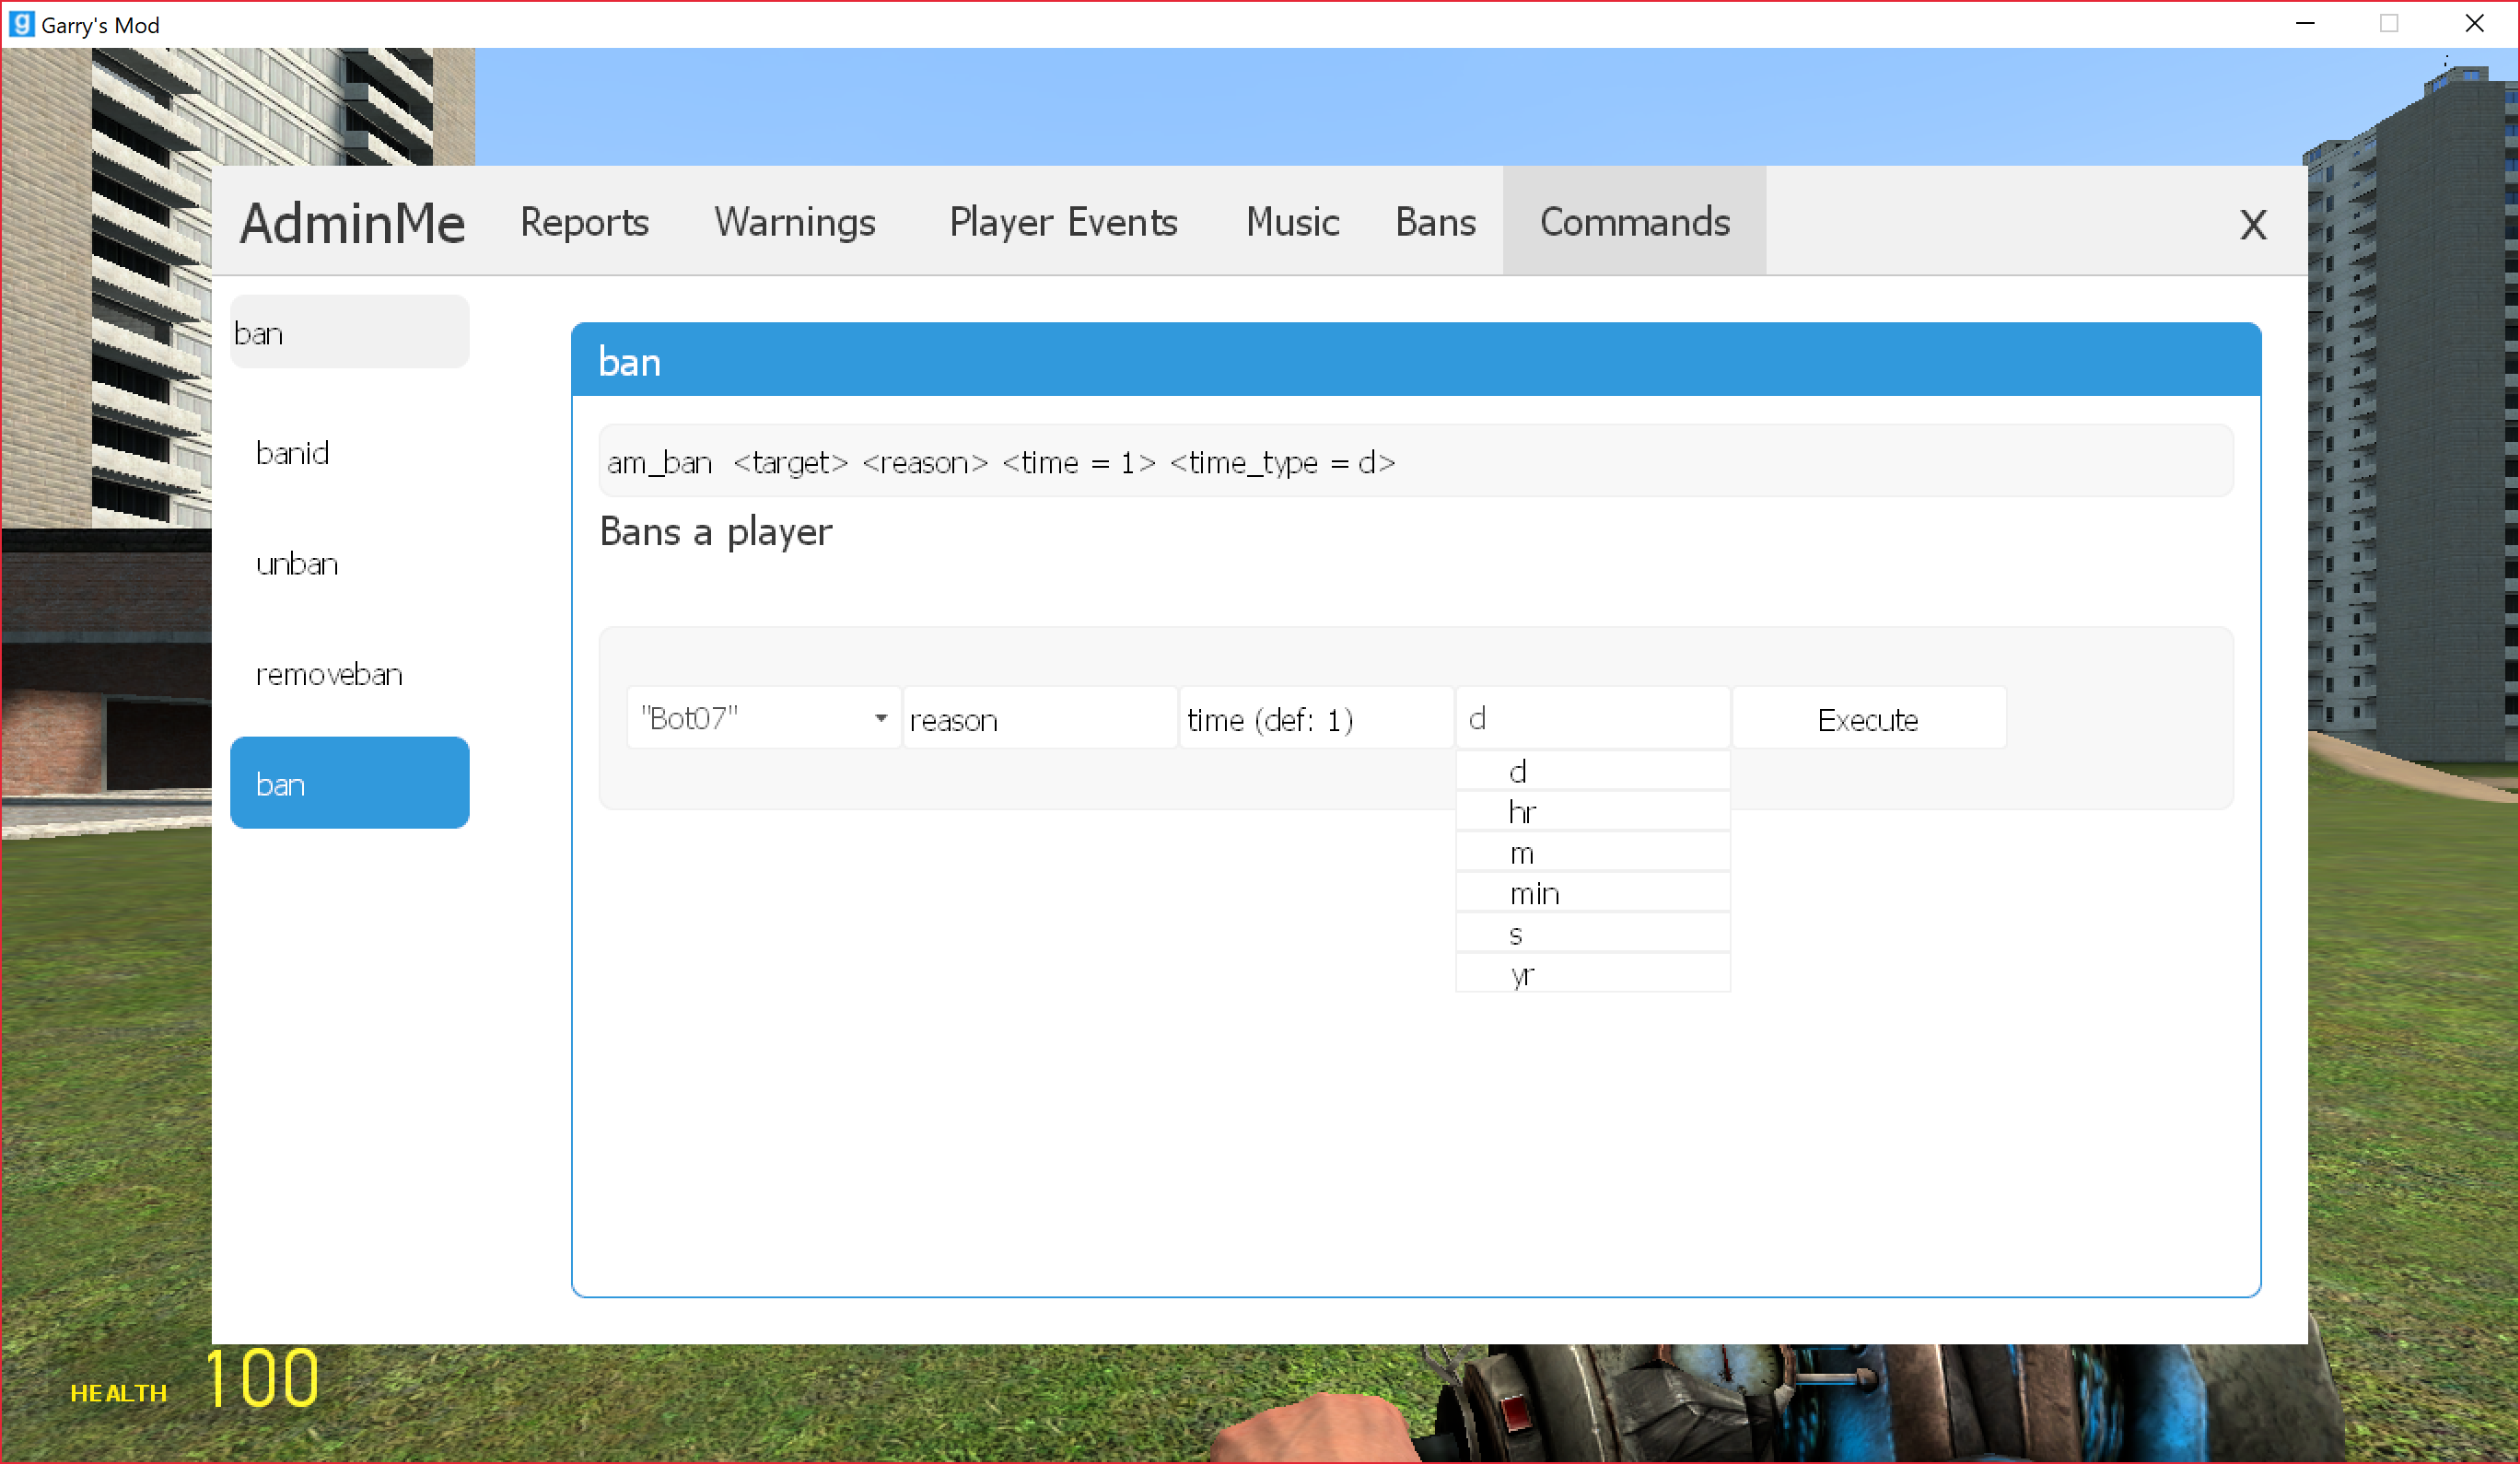 Garry's Mod
AdminMe Reports Warnings Player Events Music Bans Commands X
ban
banid
unban
removeban
ban
ban
am_ban <target> <reason> <time = 1> <time_type = d>
Bans a player
"Bot07" reason time (def: 1) d Execute
d
hr
m
min
s
yr
HEALTH 100